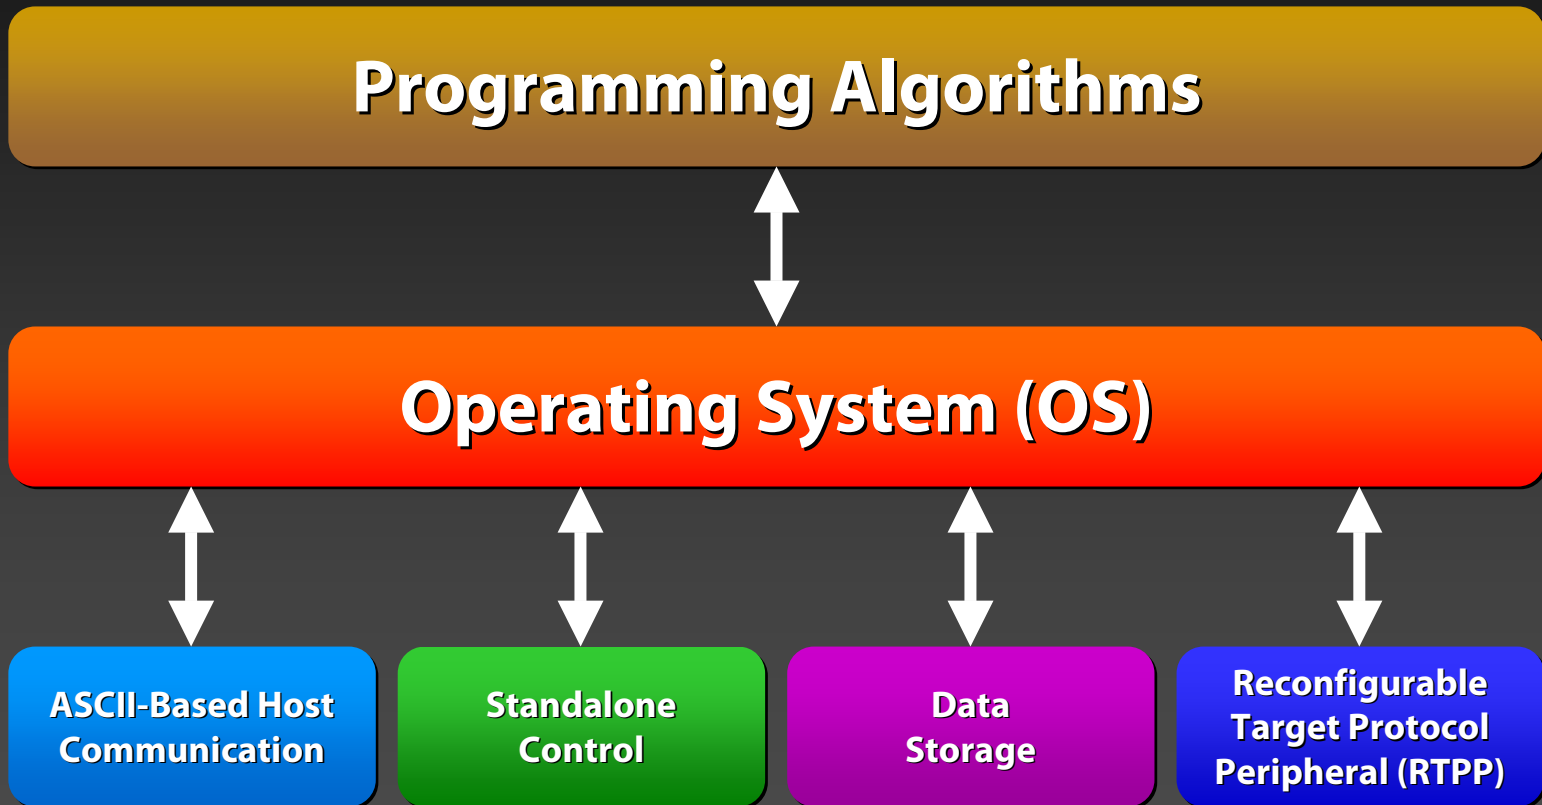 Programming Algorithms
Operating System (OS)
ASCII-Based Host
Communication
Standalone
Control
Data
Storage
Reconfigurable
Target Protocol
Peripheral (RTPP)